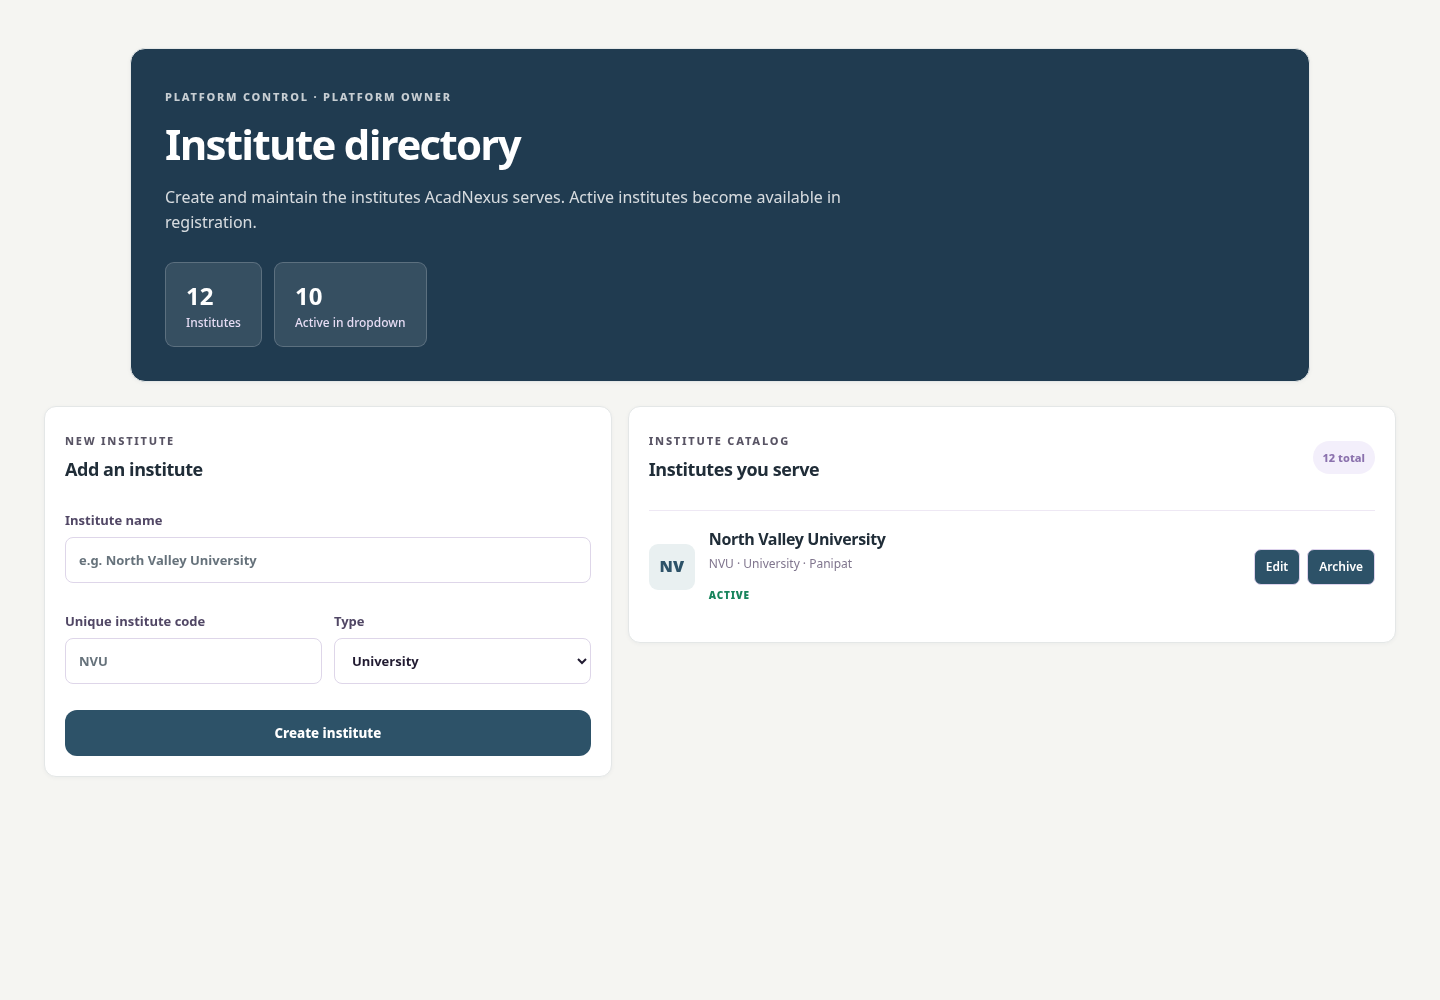 PLATFORM CONTROL · PLATFORM OWNER
Institute directory
Create and maintain the institutes AcadNexus serves. Active institutes become available in
registration.
12
Institutes
10
Active in dropdown
NEW INSTITUTE
Add an institute
Institute name
e.g. North Valley University
Unique institute code
Type
NVU
University
Create institute
INSTITUTE CATALOG
Institutes you serve
12 total
NV
North Valley University
NVU · University · Panipat
ACTIVE
Edit
Archive